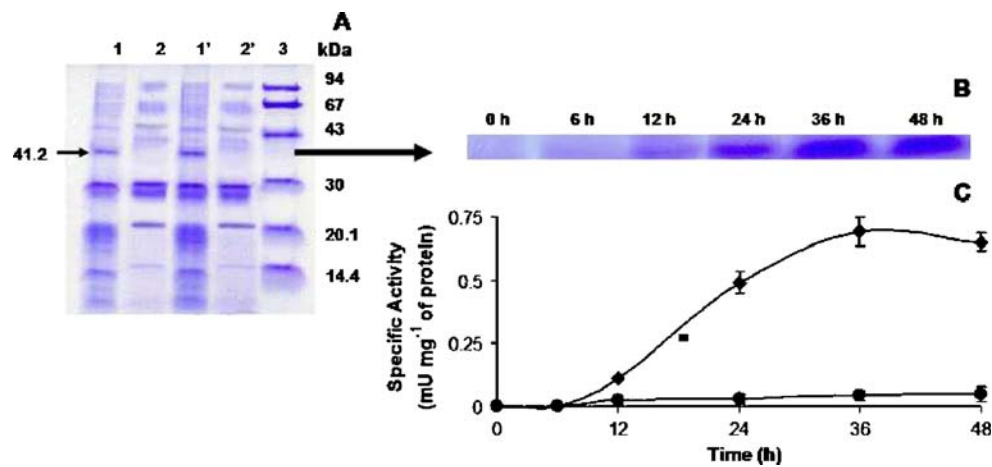 A
1 2 1' 2' 3 kDa
94
67
43
41.2
30
20.1
14.4
B
0 h 6 h 12 h 24 h 36 h 48 h
C
Specific Activity
(mU mg⁻¹ of protein)
0.75
0.5
0.25
0
0 12 24 36 48
Time (h)